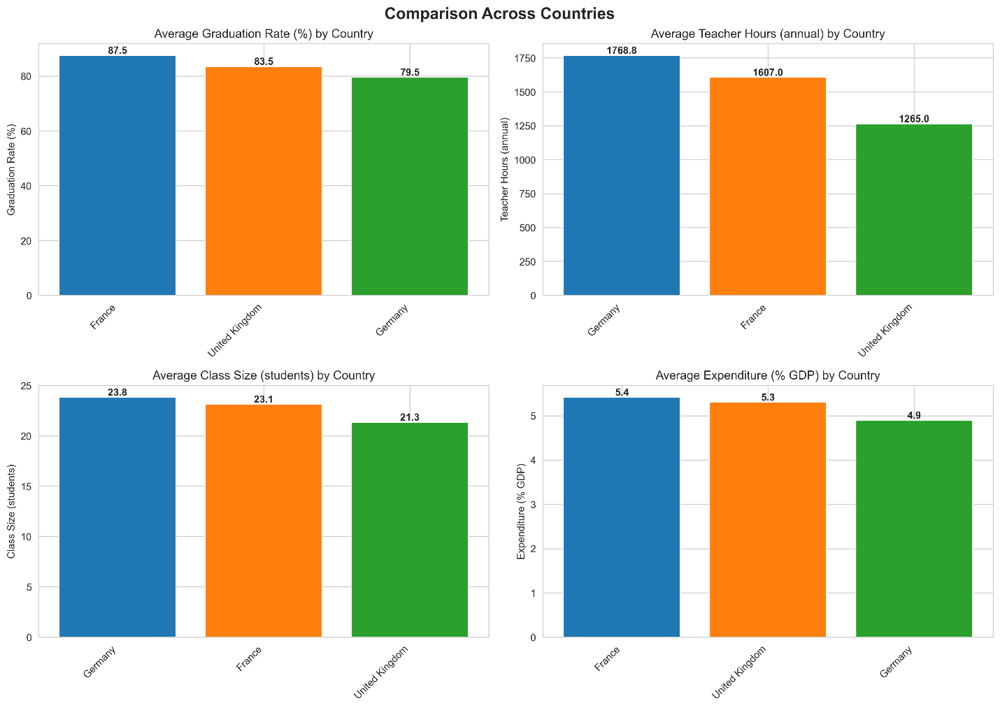 Comparison Across Countries
Average Graduation Rate (%) by Country
Graduation Rate (%)
80
60
40
20
0
87.5
83.5
79.5
France
United Kingdom
Germany
Average Teacher Hours (annual) by Country
Teacher Hours (annual)
1750
1500
1250
1000
750
500
250
0
1768.8
1607.0
1265.0
Germany
France
United Kingdom
Average Class Size (students) by Country
Class Size (students)
25
20
15
10
5
0
23.8
23.1
21.3
Germany
France
United Kingdom
Average Expenditure (% GDP) by Country
Expenditure (% GDP)
5
4
3
2
1
0
5.4
5.3
4.9
France
United Kingdom
Germany